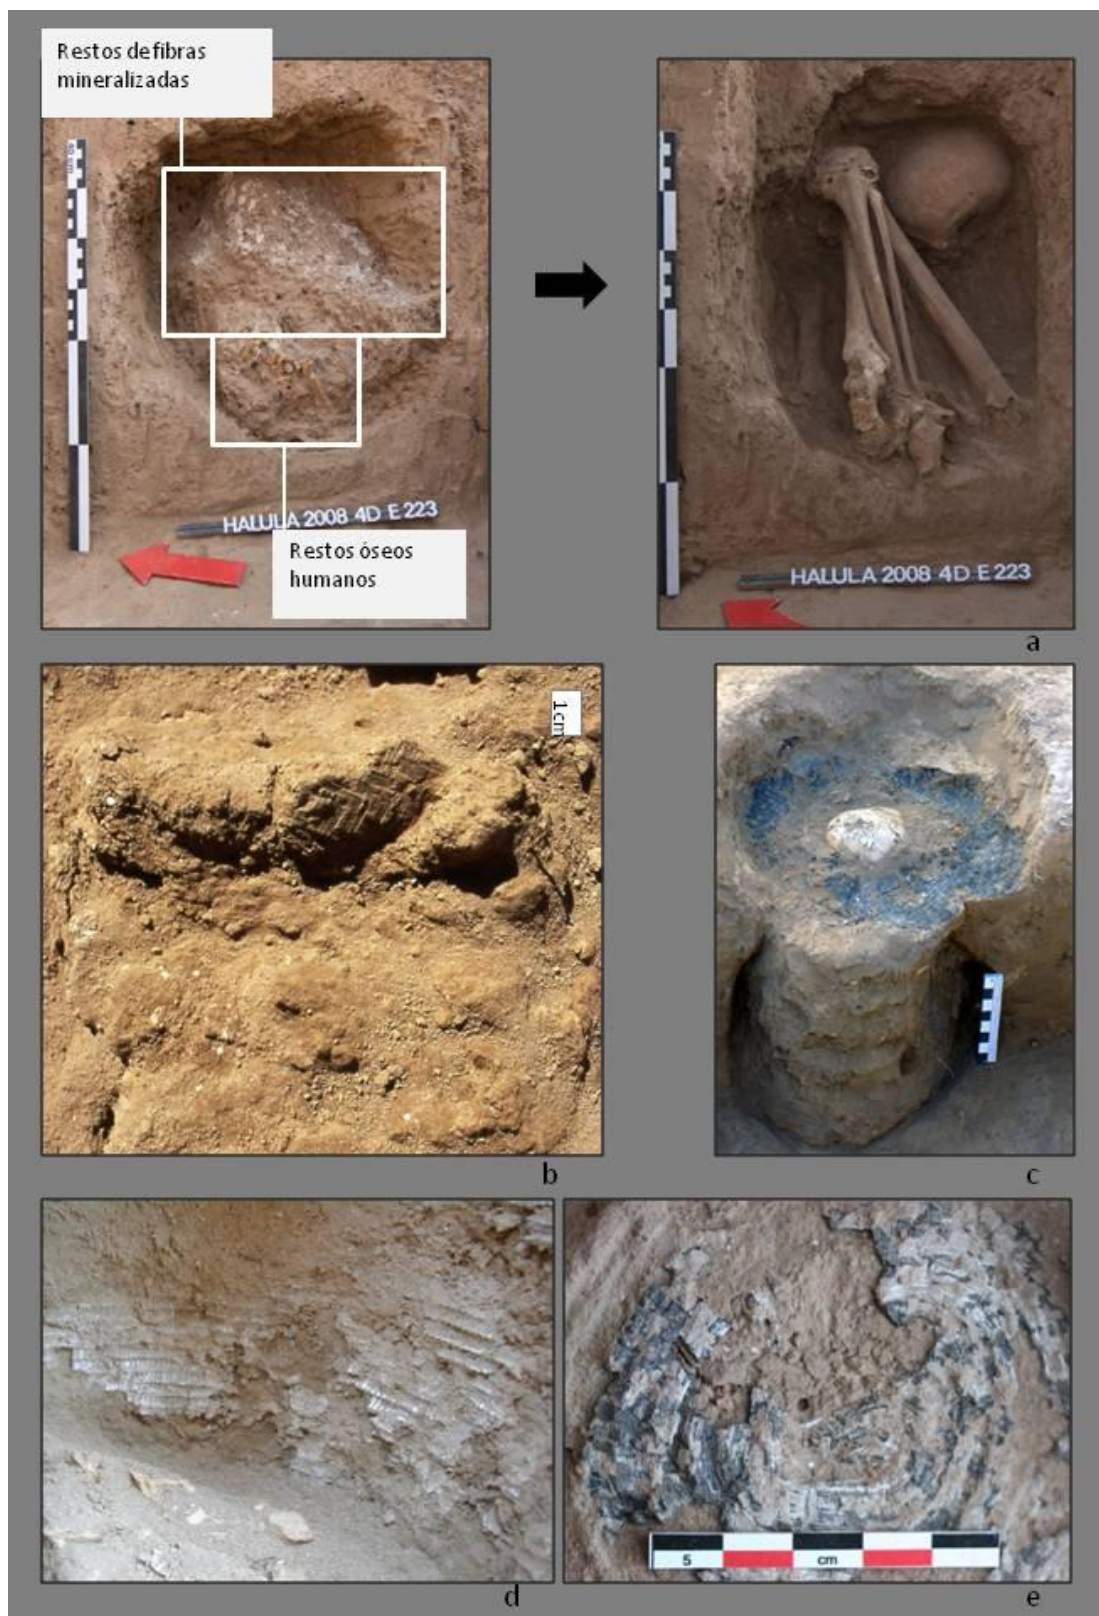 Restos de fibras
mineralizadas
HALULA 2008 4D E 223
Restos óseos
humanos
HALULA 2008 4D E 223
a
1cm
b
c
d
5 cm
e